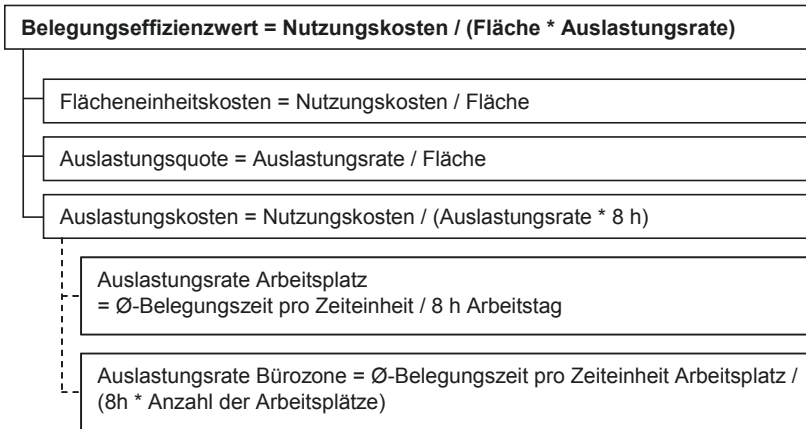 Belegungseffizienzwert = Nutzungskosten / (Fläche * Auslastungsrate)
Flächeneinheitskosten = Nutzungskosten / Fläche
Auslastungsquote = Auslastungsrate / Fläche
Auslastungskosten = Nutzungskosten / (Auslastungsrate * 8 h)
Auslastungsrate Arbeitsplatz
= Ø-Belegungszeit pro Zeiteinheit / 8 h Arbeitstag
Auslastungsrate Bürozone = Ø-Belegungszeit pro Zeiteinheit Arbeitsplatz /
(8h * Anzahl der Arbeitsplätze)